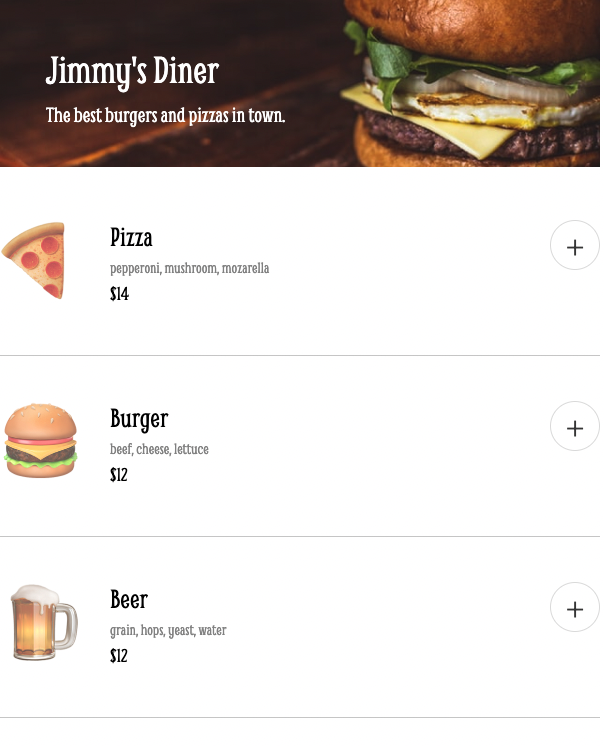 Jimmy's Diner
The best burgers and pizzas in town.
Pizza
pepperoni, mushroom, mozarella
$14
Burger
beef, cheese, lettuce
$12
Beer
grain, hops, yeast, water
$12